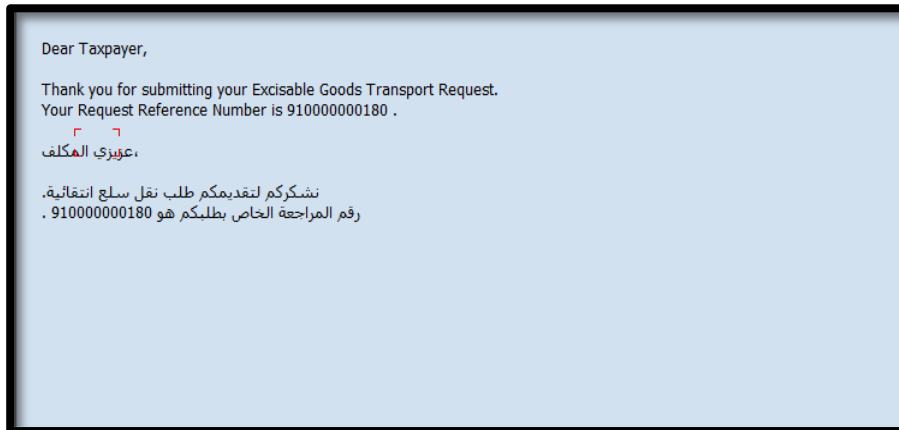 Dear Taxpayer,
Thank you for submitting your Excisable Goods Transport Request.
Your Request Reference Number is 910000000180 .
عزيزي المكلف،
نشكركم لتقديمكم طلب نقل سلع انتقائية.
رقم المراجعة الخاص بطلبكم هو 910000000180 .